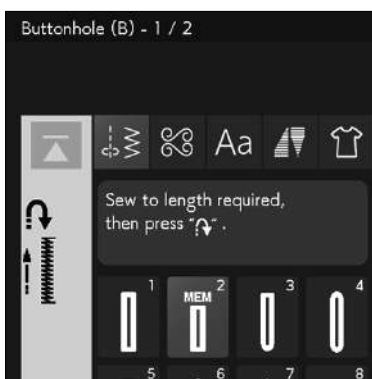 Buttonhole (B) - 1 / 2
Aa
Sew to length required,
then press "".
1
MEM 2
3
4
5
6
7
8